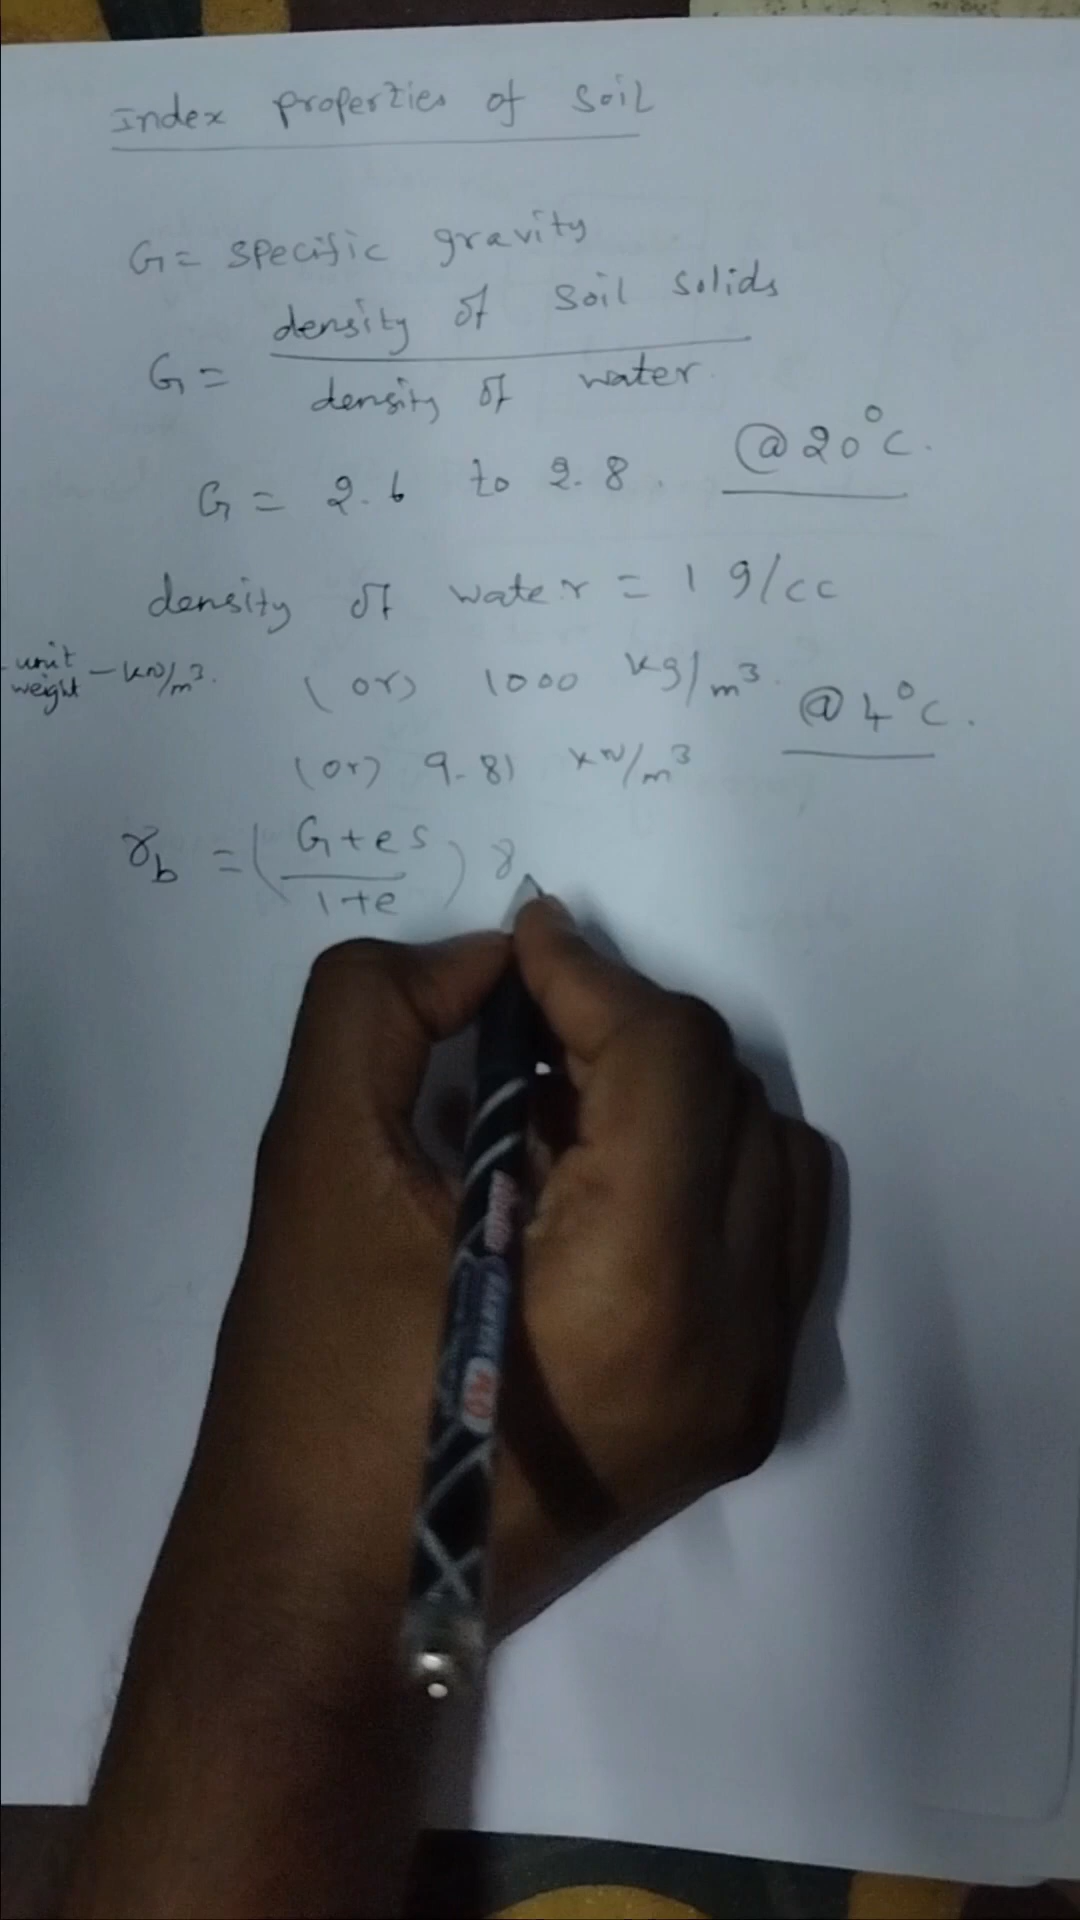 Index properties of soil
G = specific gravity
G = density of soil solids
density of water
G = 2.6 to 2.8. @ 20°C.
density of water = 1 g/cc
unit weight - kN/m³.
(or) 1000 kg/m³. @ 4°C.
(or) 9.81 kN/m³
γb = (G+es
1+e) γ